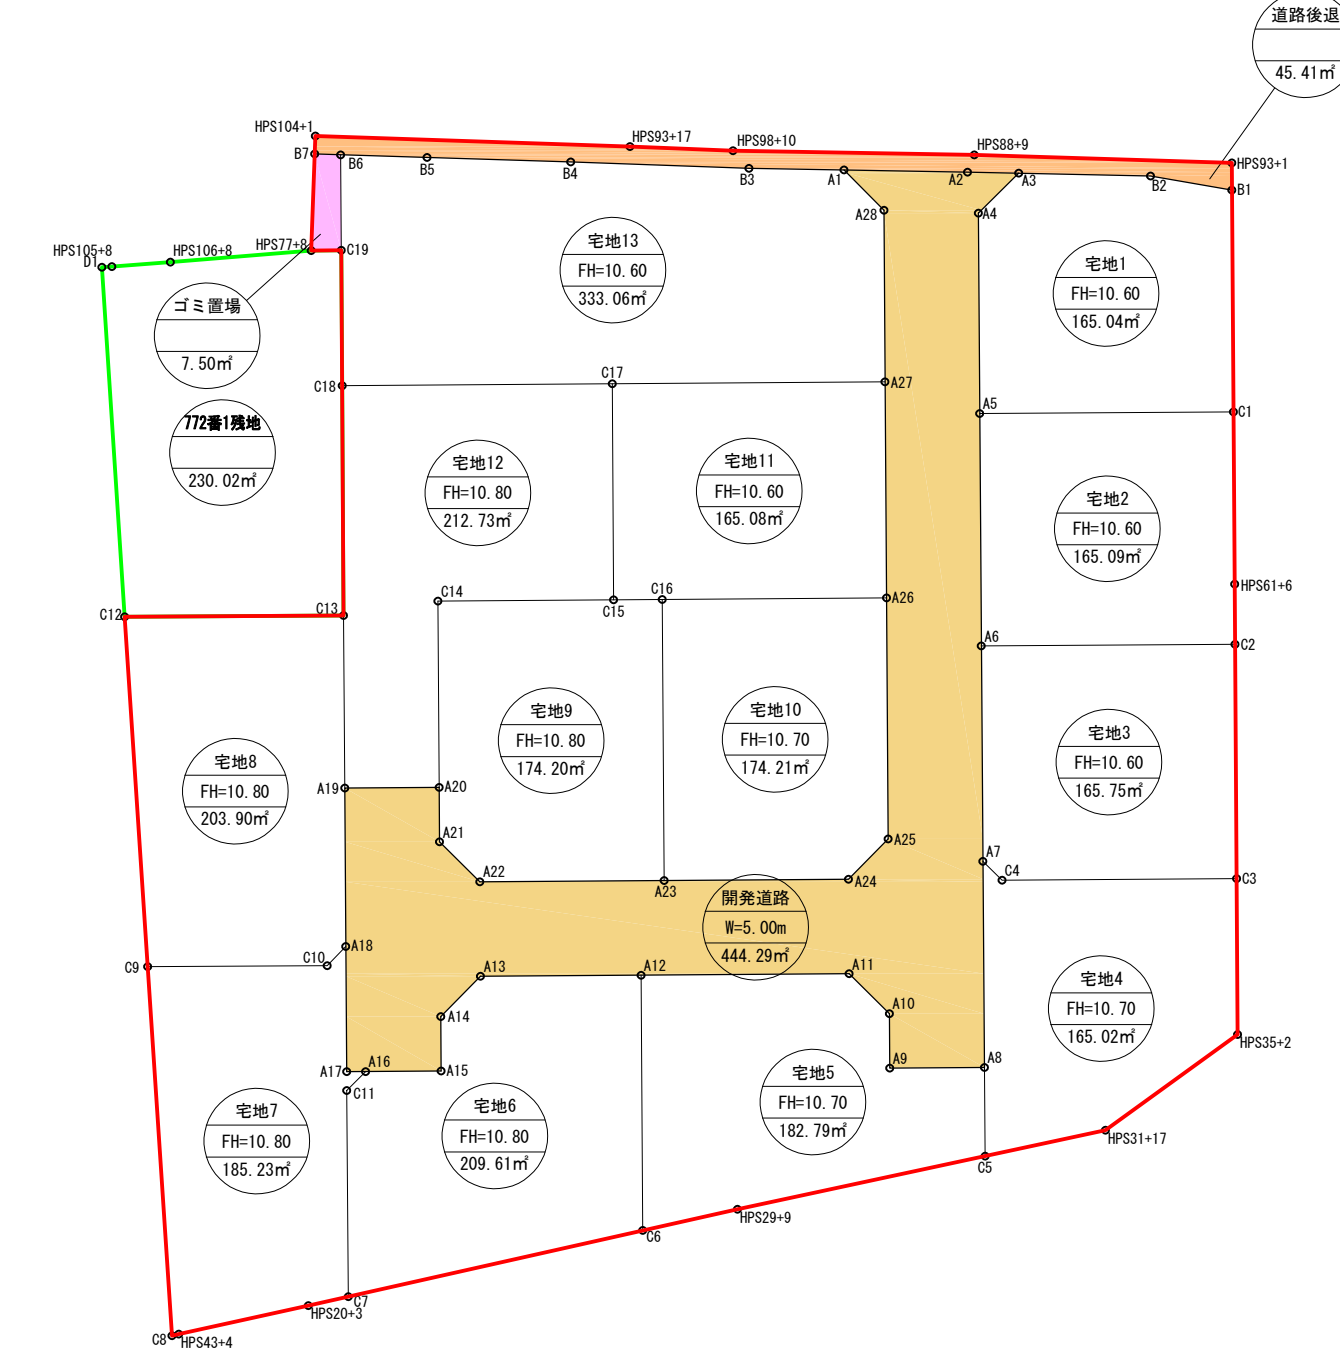 道路後退
45.41㎡
HPS104+1
HPS93+17
HPS98+10
HPS88+9
HPS93+1
B7
B6
B5
B4
B3
A1
A2
A3
B2
B1
A28
A4
HPS105+8
D1
HPS106+8
HPS77+8
C19
宅地13
FH=10.60
333.06㎡
宅地1
FH=10.60
165.04㎡
ゴミ置場
7.50㎡
C18
C17
A27
A5
C1
772番1残地
230.02㎡
宅地12
FH=10.80
212.73㎡
宅地11
FH=10.60
165.08㎡
宅地2
FH=10.60
165.09㎡
HPS61+6
C12
C13
C14
C15
C16
A26
A6
C2
宅地9
FH=10.80
174.20㎡
宅地10
FH=10.70
174.21㎡
宅地3
FH=10.60
165.75㎡
宅地8
FH=10.80
203.90㎡
A19
A20
A21
A22
A23
A24
A25
A7
C4
C3
開発道路
W=5.00m
444.29㎡
C9
C10
A18
A13
A12
A11
A14
A10
宅地4
FH=10.70
165.02㎡
HPS35+2
A17
A16
A15
A9
A8
C11
宅地7
FH=10.80
185.23㎡
宅地6
FH=10.80
209.61㎡
宅地5
FH=10.70
182.79㎡
HPS31+17
C5
HPS29+9
C6
C7
HPS20+3
C8
HPS43+4